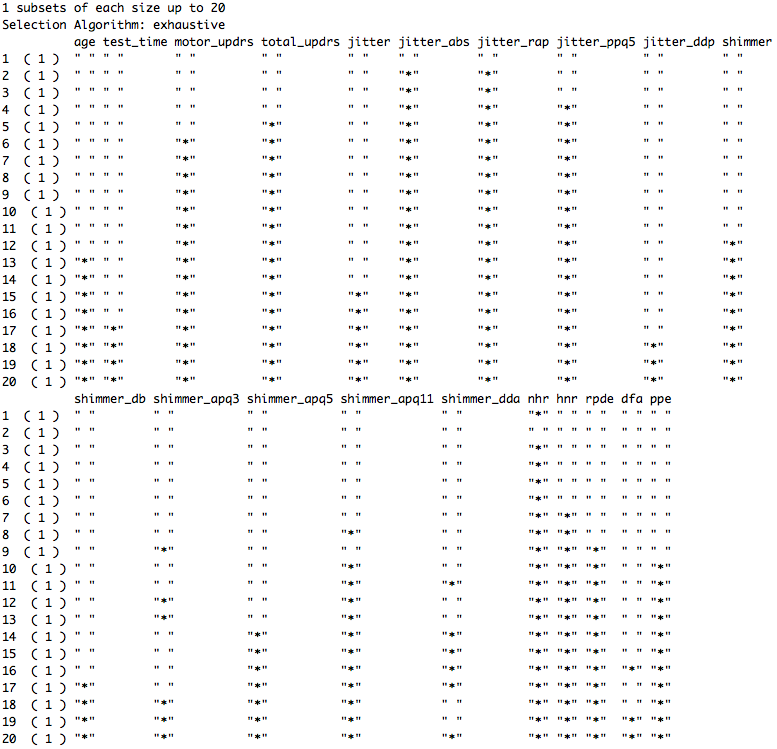 1 subsets of each size up to 20
Selection Algorithm: exhaustive
age test_time motor_updrs total_updrs jitter jitter_abs jitter_rap jitter_ppq5 jitter_ddp shimmer
1 ( 1 ) " " " " " " " " " " " " " " " " " " " "
2 ( 1 ) " " " " " " " " " " "*" "*" " " " " " "
3 ( 1 ) " " " " " " " " " " "*" "*" " " " " " "
4 ( 1 ) " " " " " " " " " " "*" "*" "*" " " " "
5 ( 1 ) " " " " " " "*" " " "*" "*" "*" " " " "
6 ( 1 ) " " " " "*" "*" " " "*" "*" "*" " " " "
7 ( 1 ) " " " " "*" "*" " " "*" "*" "*" " " " "
8 ( 1 ) " " " " "*" "*" " " "*" "*" "*" " " " "
9 ( 1 ) " " " " "*" "*" " " "*" "*" "*" " " " "
10 ( 1 ) " " " " "*" "*" " " "*" "*" "*" " " " "
11 ( 1 ) " " " " "*" "*" " " "*" "*" "*" " " " "
12 ( 1 ) " " " " "*" "*" " " "*" "*" "*" " " "*"
13 ( 1 ) "*" " " "*" "*" " " "*" "*" "*" " " "*"
14 ( 1 ) "*" " " "*" "*" " " "*" "*" "*" " " "*"
15 ( 1 ) "*" " " "*" "*" "*" "*" "*" "*" " " "*"
16 ( 1 ) "*" " " "*" "*" "*" "*" "*" "*" " " "*"
17 ( 1 ) "*" "*" "*" "*" "*" "*" "*" "*" " " "*"
18 ( 1 ) "*" "*" "*" "*" "*" "*" "*" "*" "*" "*"
19 ( 1 ) "*" "*" "*" "*" "*" "*" "*" "*" "*" "*"
20 ( 1 ) "*" "*" "*" "*" "*" "*" "*" "*" "*" "*"
shimmer_db shimmer_apq3 shimmer_apq5 shimmer_apq11 shimmer_dda nhr hnr rpde dfa ppe
1 ( 1 ) " " " " " " " " " " "*" " " " " " " " "
2 ( 1 ) " " " " " " " " " " " " " " " " " " " "
3 ( 1 ) " " " " " " " " " " "*" " " " " " " " "
4 ( 1 ) " " " " " " " " " " "*" " " " " " " " "
5 ( 1 ) " " " " " " " " " " "*" " " " " " " " "
6 ( 1 ) " " " " " " " " " " "*" " " " " " " " "
7 ( 1 ) " " " " " " " " " " "*" "*" " " " " " "
8 ( 1 ) " " " " " " "*" " " "*" "*" " " " " " "
9 ( 1 ) " " "*" " " " " " " "*" "*" "*" " " " "
10 ( 1 ) " " " " " " "*" " " "*" "*" "*" " " "*"
11 ( 1 ) " " " " " " "*" "*" "*" "*" "*" " " "*"
12 ( 1 ) " " "*" " " "*" " " "*" "*" "*" " " "*"
13 ( 1 ) " " "*" " " "*" " " "*" "*" "*" " " "*"
14 ( 1 ) " " " " "*" "*" "*" "*" "*" "*" " " "*"
15 ( 1 ) " " " " "*" "*" "*" "*" "*" "*" " " "*"
16 ( 1 ) " " " " "*" "*" "*" "*" "*" "*" "*" "*"
17 ( 1 ) "*" " " "*" "*" "*" "*" "*" "*" " " "*"
18 ( 1 ) "*" "*" "*" "*" " " "*" "*" "*" " " "*"
19 ( 1 ) "*" "*" "*" "*" " " "*" "*" "*" "*" "*"
20 ( 1 ) "*" "*" "*" "*" "*" "*" "*" "*" "*" "*"